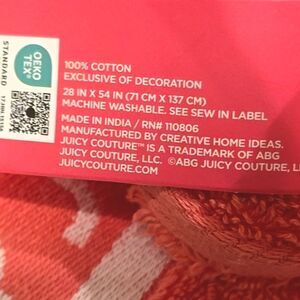 OEKO
TEX®
STANDARD
100% COTTON
EXCLUSIVE OF DECORATION
28 IN X 54 IN (71 CM X 137 CM)
MACHINE WASHABLE. SEE SEW IN LABEL
MADE IN INDIA / RN# 110806
MANUFACTURED BY CREATIVE HOME IDEAS.
JUICY COUTURE™ IS A TRADEMARK OF ABG
JUICY COUTURE, LLC. ©ABG JUICY COUTURE, LL
JUICYCOUTURE.COM